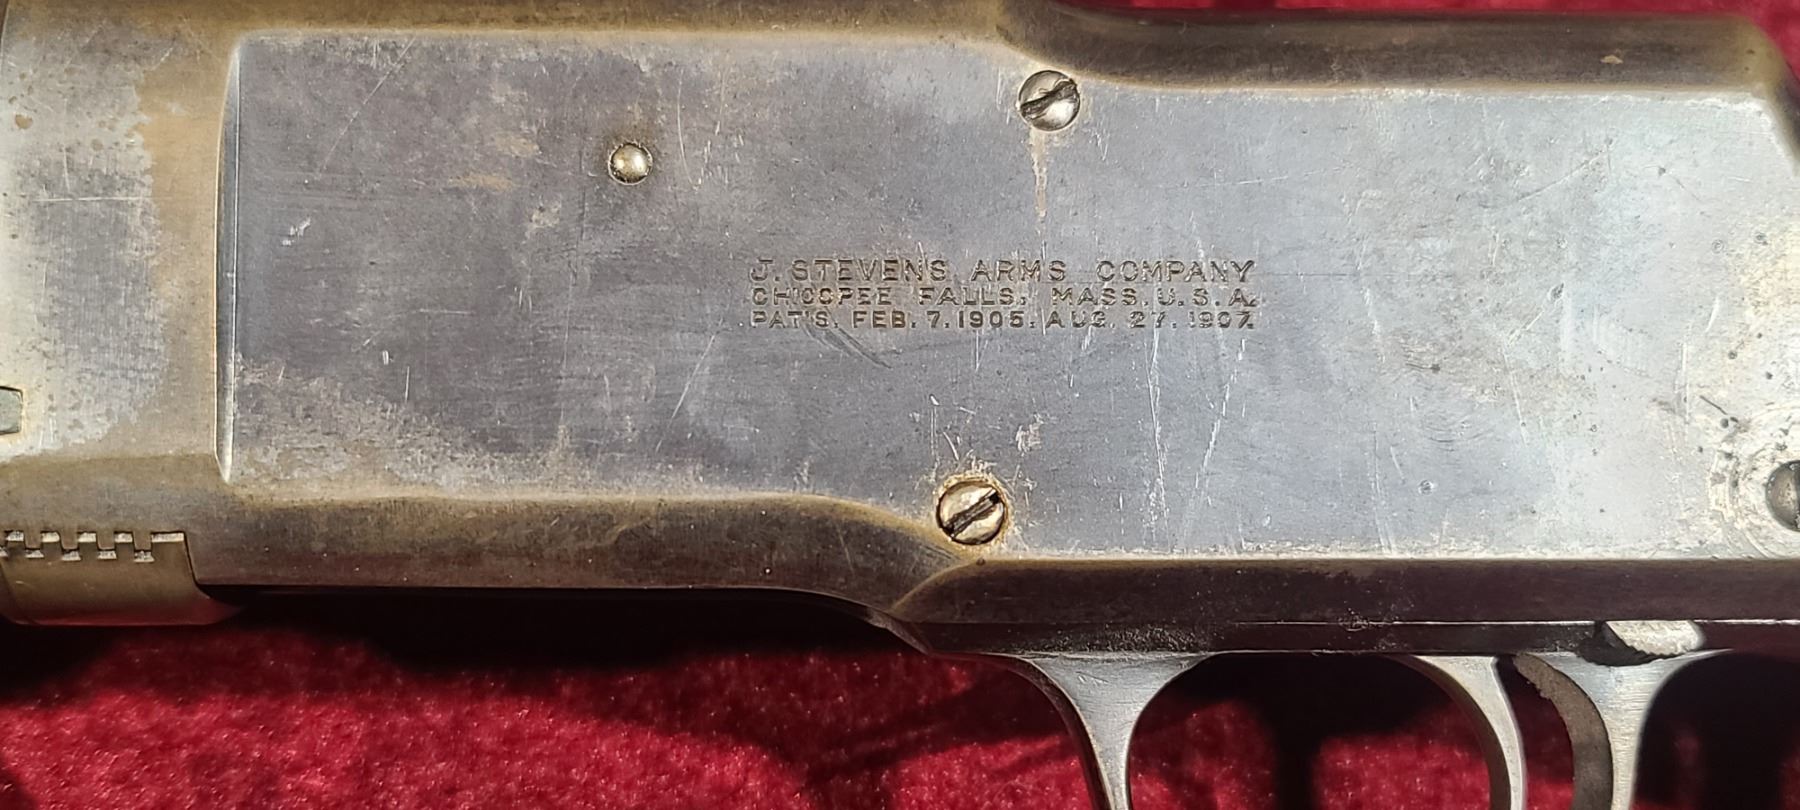 J. STEVENS ARMS COMPANY
CHICOPEE FALLS, MASS. U.S.A.
PAT'S. FEB. 7. 1905. AUG. 27. 1907.